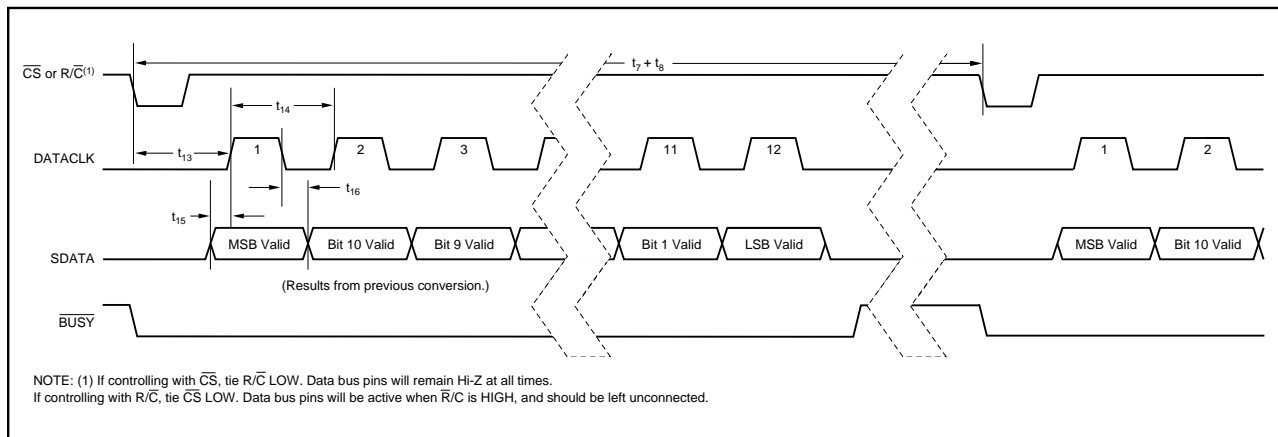 t7 + t8
CS̅ or R/C̅(1)
t14
DATACLK
t13
1
2
3
11
12
1
2
t16
t15
SDATA
MSB Valid
Bit 10 Valid
Bit 9 Valid
Bit 1 Valid
LSB Valid
MSB Valid
Bit 10 Valid
(Results from previous conversion.)
B̅U̅S̅Y̅
NOTE: (1) If controlling with C̅S̅, tie R/C̅ LOW. Data bus pins will remain Hi-Z at all times.
If controlling with R/C̅, tie C̅S̅ LOW. Data bus pins will be active when R̅/C is HIGH, and should be left unconnected.